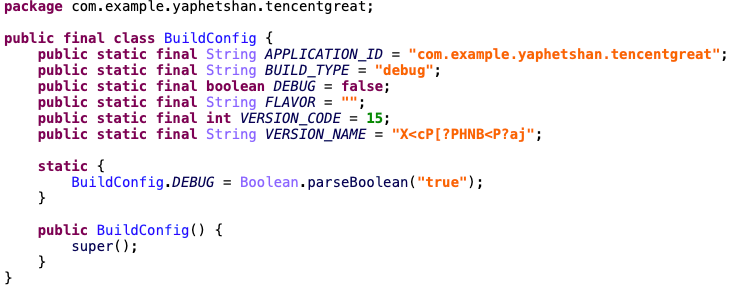 package com.example.yaphetshan.tencentgreat;
public final class BuildConfig {
public static final String APPLICATION_ID = "com.example.yaphetshan.tencentgreat";
public static final String BUILD_TYPE = "debug";
public static final boolean DEBUG = false;
public static final String FLAVOR = "";
public static final int VERSION_CODE = 15;
public static final String VERSION_NAME = "X<cP[?PHNB<P?aj";
static {
BuildConfig.DEBUG = Boolean.parseBoolean("true");
}
public BuildConfig() {
super();
}
}